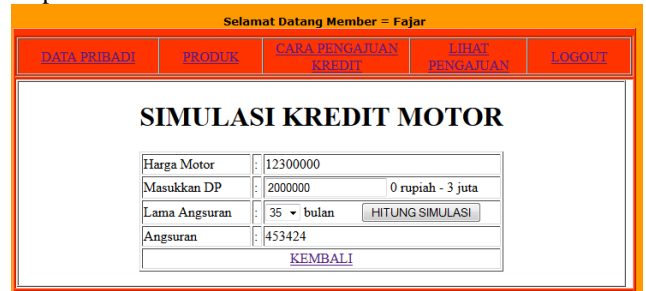 Selamat Datang Member = Fajar
DATA PRIBADI PRODUK CARA PENGAJUAN KREDIT LIHAT PENGAJUAN LOGOUT
SIMULASI KREDIT MOTOR
Harga Motor : 12300000
Masukkan DP : 2000000 0 rupiah - 3 juta
Lama Angsuran : 35 bulan HITUNG SIMULASI
Angsuran : 453424
KEMBALI